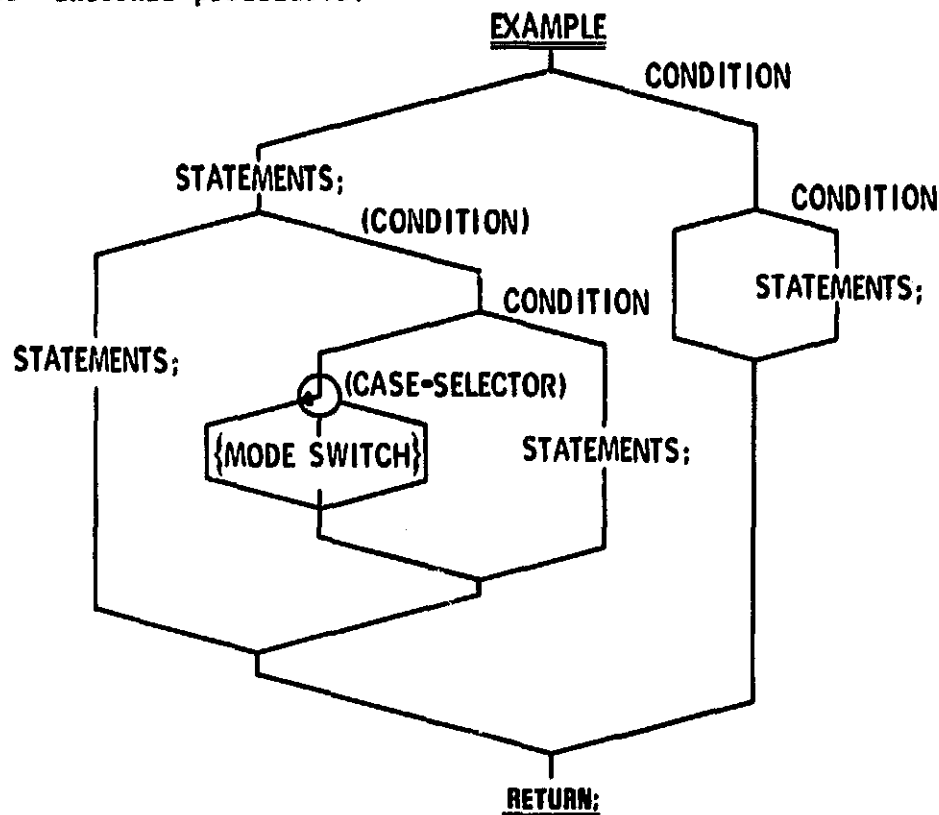 EXAMPLE
CONDITION
STATEMENTS;
CONDITION
(CONDITION)
STATEMENTS;
CONDITION
STATEMENTS;
(CASE-SELECTOR)
{MODE SWITCH}
STATEMENTS;
RETURN;